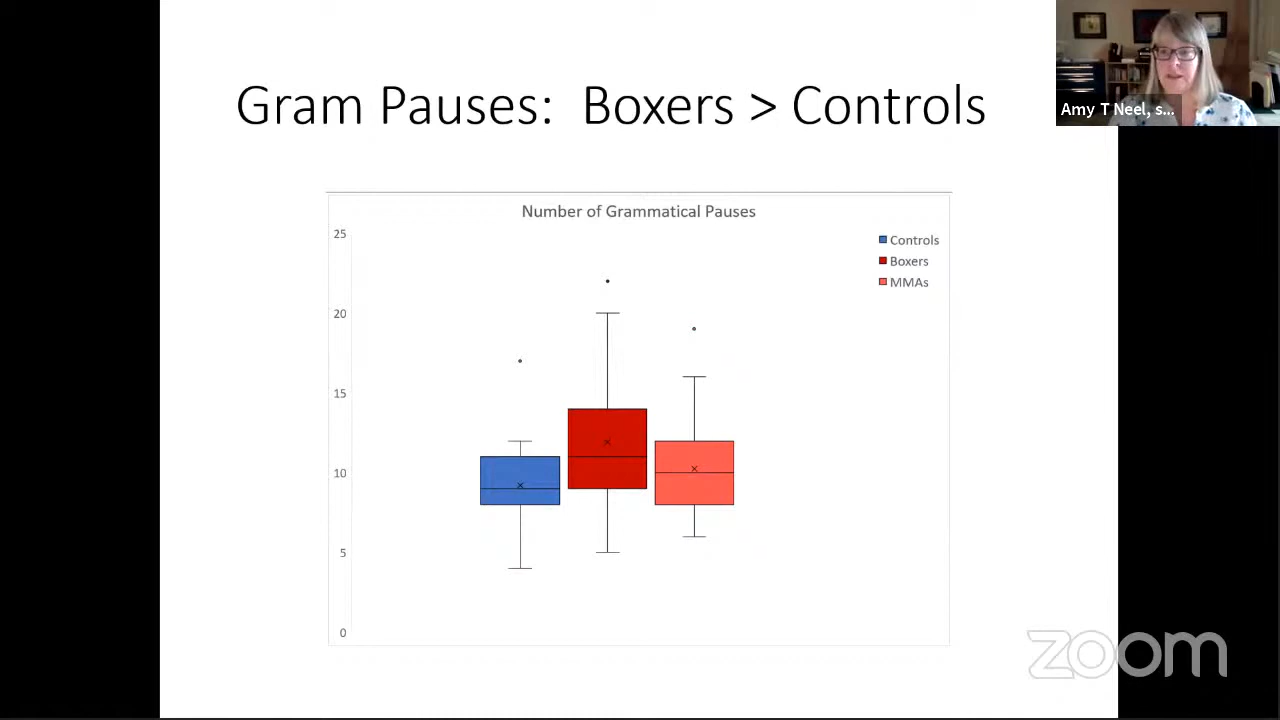 Gram Pauses: Boxers > Controls
Amy T Neel, s...
Number of Grammatical Pauses
25
20
15
10
5
0
Controls
Boxers
MMAs
zoom